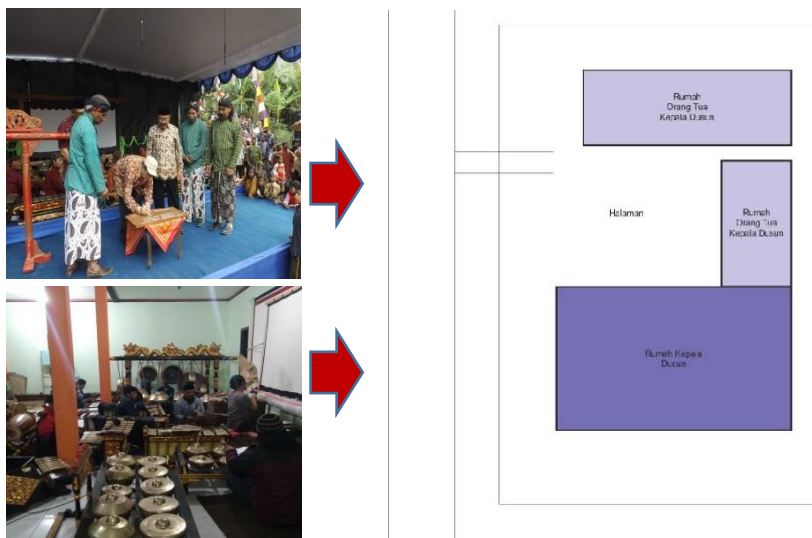 Rumah
Orang Tua
Kepala Dusun
Halaman
Rumah
Orang Tua
Kepala Dusun
Rumah Kepala
Dusun